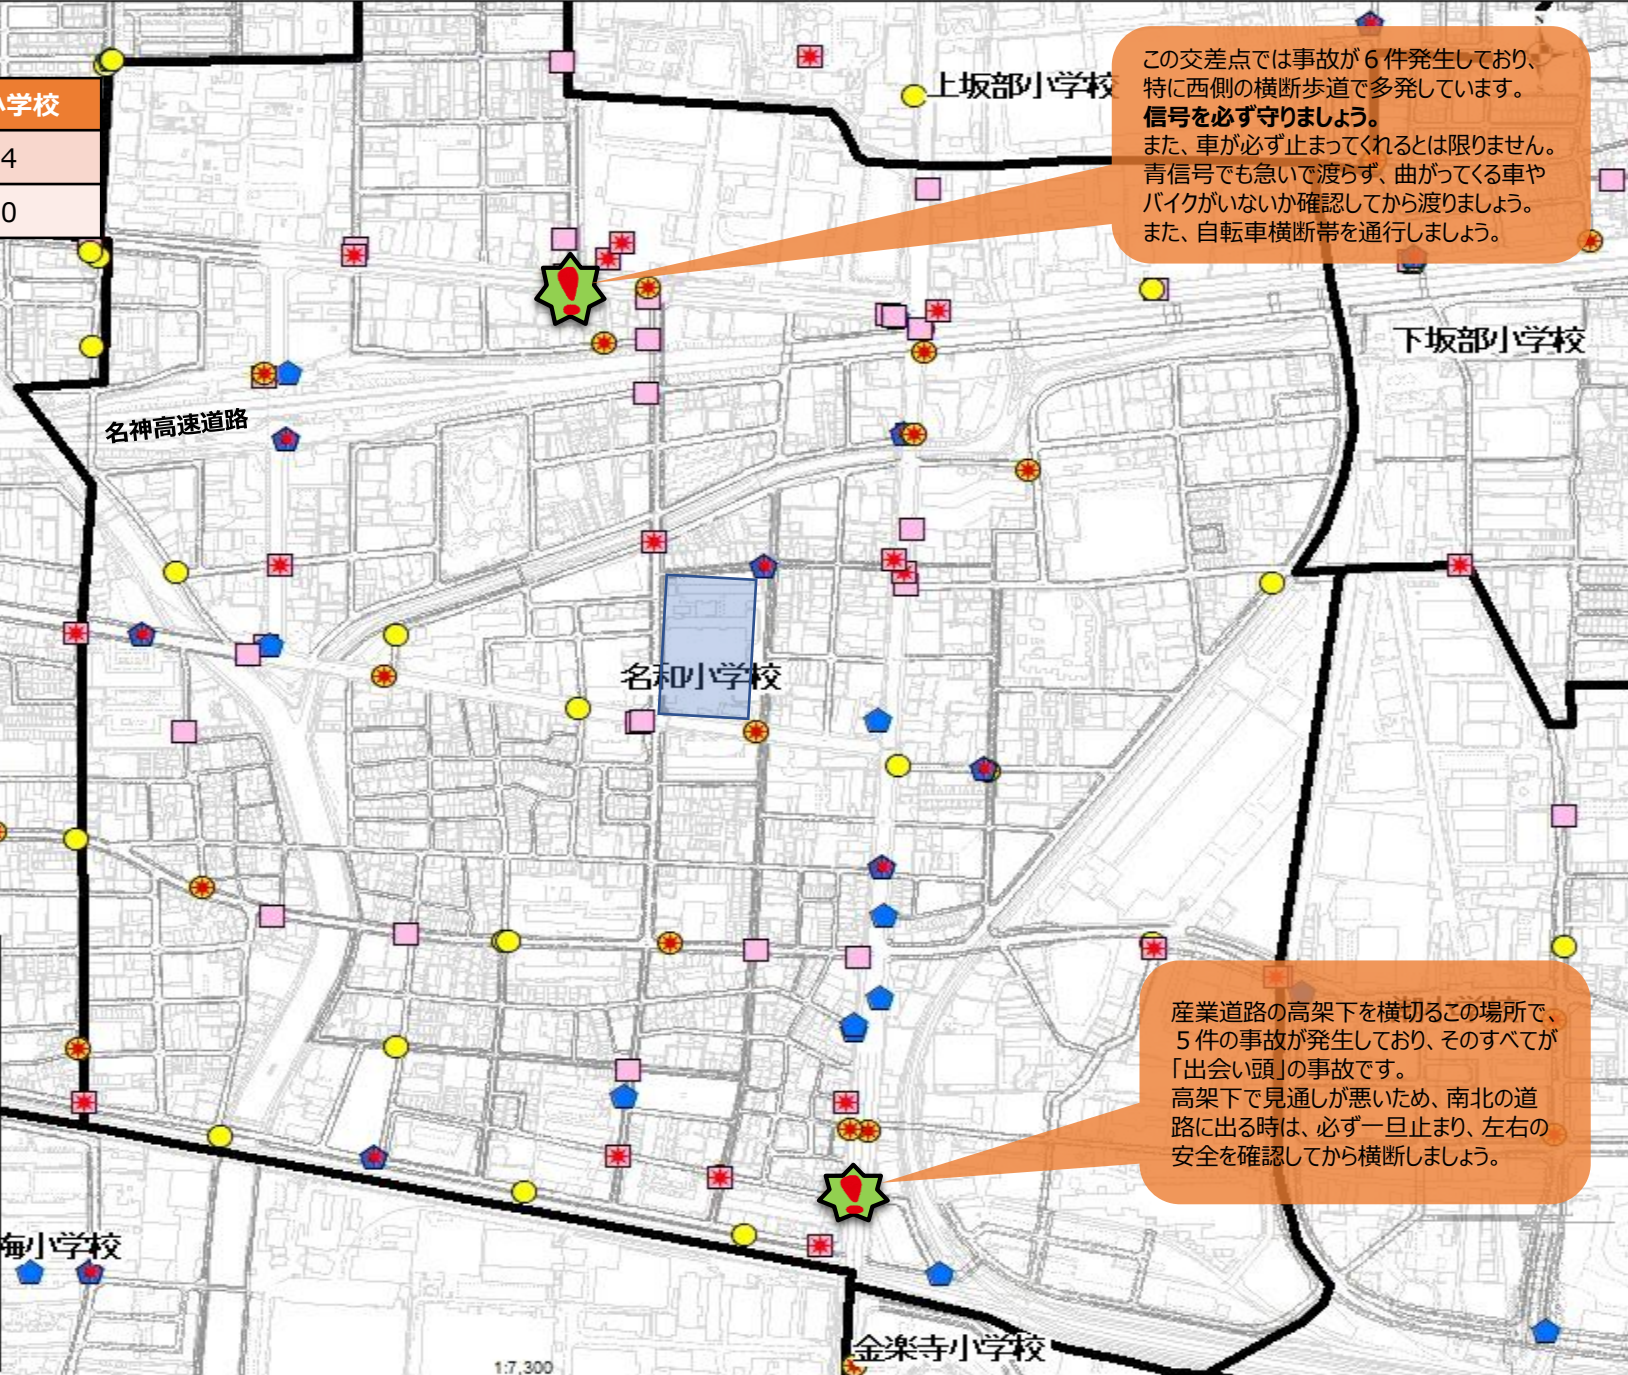 この交差点では事故が６件発生しており、
特に西側の横断歩道で多発しています。
信号を必ず守りましょう。
また、車が必ず止まってくれるとは限りません。
青信号でも急いで渡らず、曲がってくる車や
バイクがいないか確認してから渡りましょう。
また、自転車横断帯を通行しましょう。
上坂部小学校
小学校
4
0
下坂部小学校
名神高速道路
名和小学校
産業道路の高架下を横切るこの場所で、
５件の事故が発生しており、そのすべてが
「出会い頭」の事故です。
高架下で見通しが悪いため、南北の道
路に出る時は、必ず一旦止まり、左右の
安全を確認してから横断しましょう。
梅小学校
金楽寺小学校
1:7,300